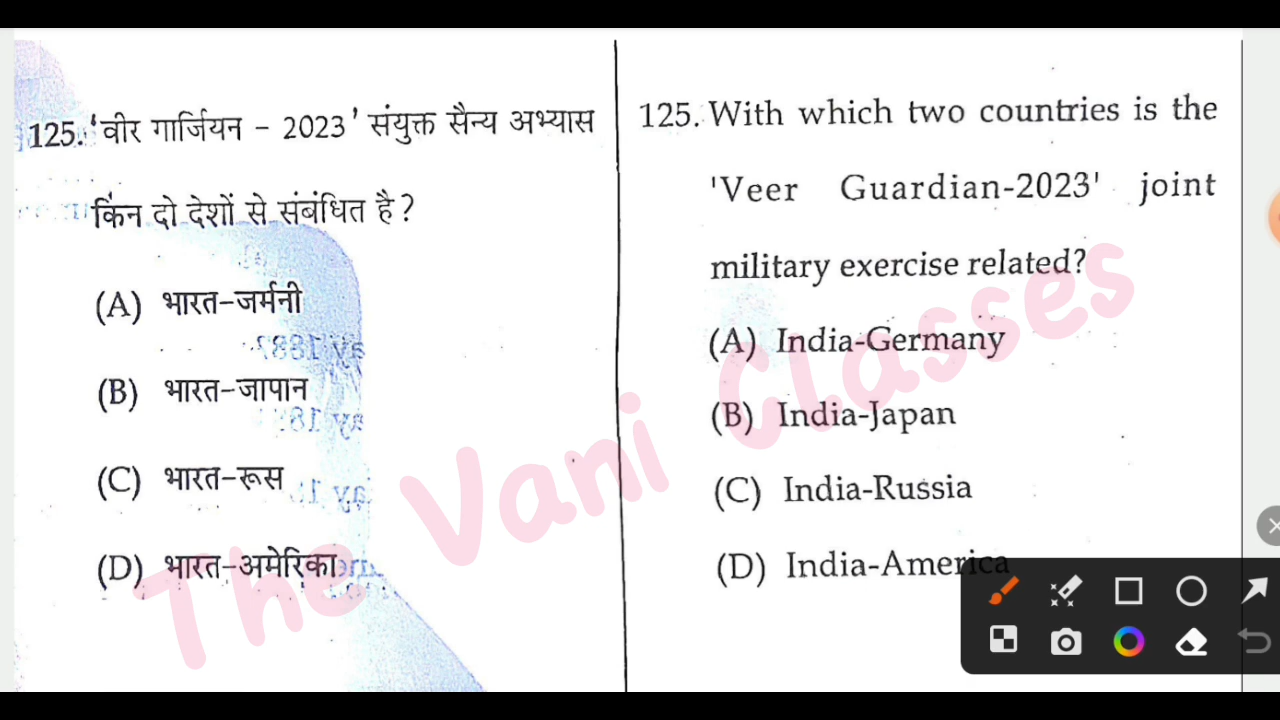 125. 'वीर गार्जियन - 2023' संयुक्त सैन्य अभ्यास
किन दो देशों से संबंधित है?
(A) भारत-जर्मनी
(B) भारत-जापान
(C) भारत-रूस
(D) भारत-अमेरिका
125. With which two countries is the
'Veer Guardian-2023' joint
military exercise related?
(A) India-Germany
(B) India-Japan
(C) India-Russia
(D) India-America
The Vani Classes